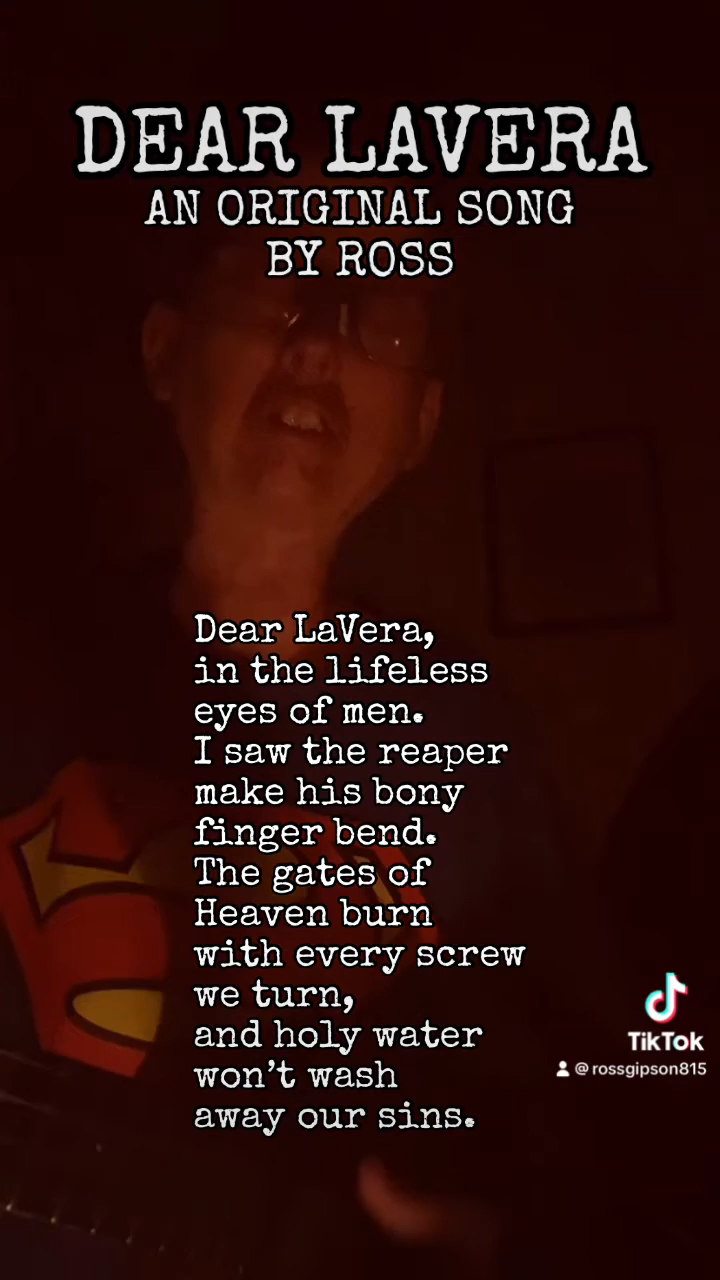 DEAR LAVERA
AN ORIGINAL SONG
BY ROSS
Dear LaVera,
in the lifeless
eyes of men.
I saw the reaper
make his bony
finger bend.
The gates of
Heaven burn
with every screw
we turn,
and holy water
won't wash
away our sins.
TikTok
@rossgipson815